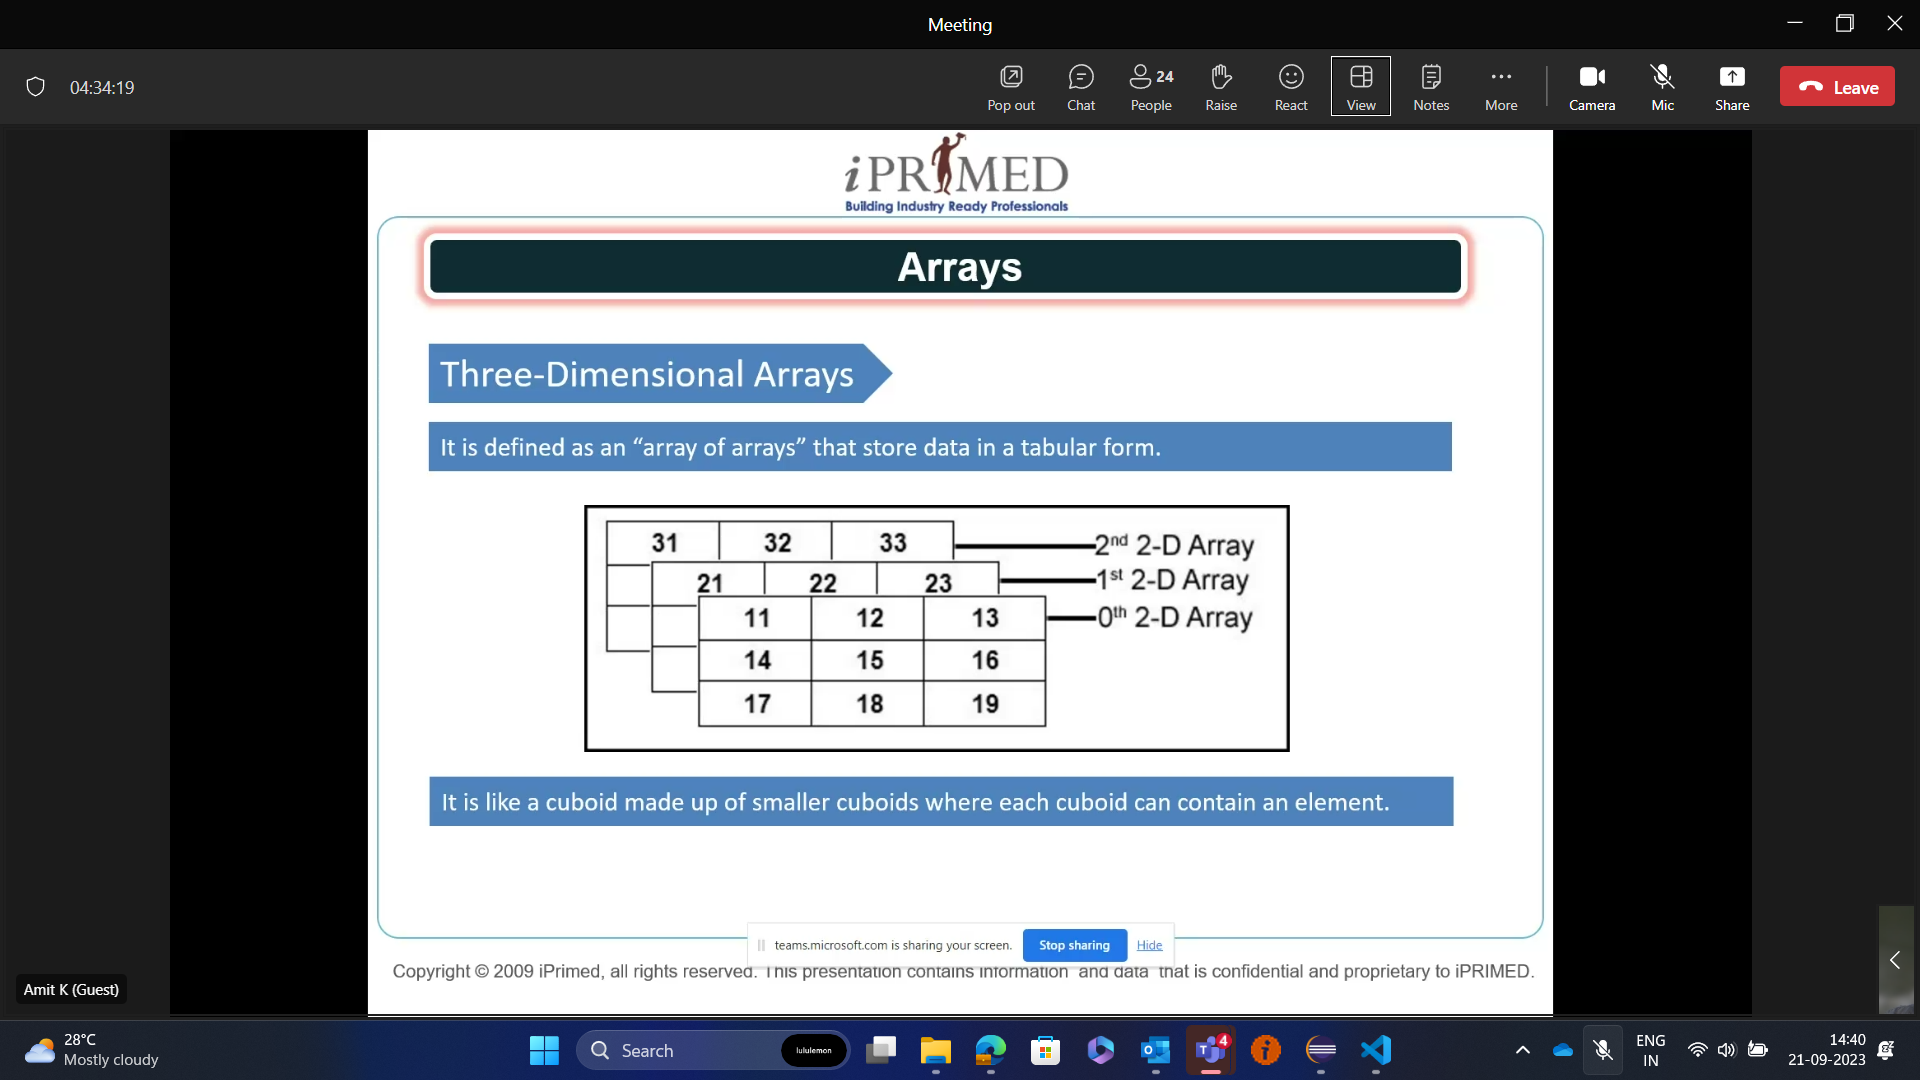 Meeting
04:34:19
Pop out
Chat
24
People
Raise
React
View
Notes
More
Camera
Mic
Share
Leave
iPRIMED
Building Industry Ready Professionals
Arrays
Three-Dimensional Arrays
It is defined as an “array of arrays” that store data in a tabular form.
31 32 33 2nd 2-D Array
21 22 23 1st 2-D Array
11 12 13 0th 2-D Array
14 15 16
17 18 19
It is like a cuboid made up of smaller cuboids where each cuboid can contain an element.
teams.microsoft.com is sharing your screen. Stop sharing Hide
Copyright © 2009 iPrimed, all rights reserved. This presentation contains information and data that is confidential and proprietary to iPRIMED.
Amit K (Guest)
28°C
Mostly cloudy
Search
lululemon
4
ENG
IN
14:40
21-09-2023